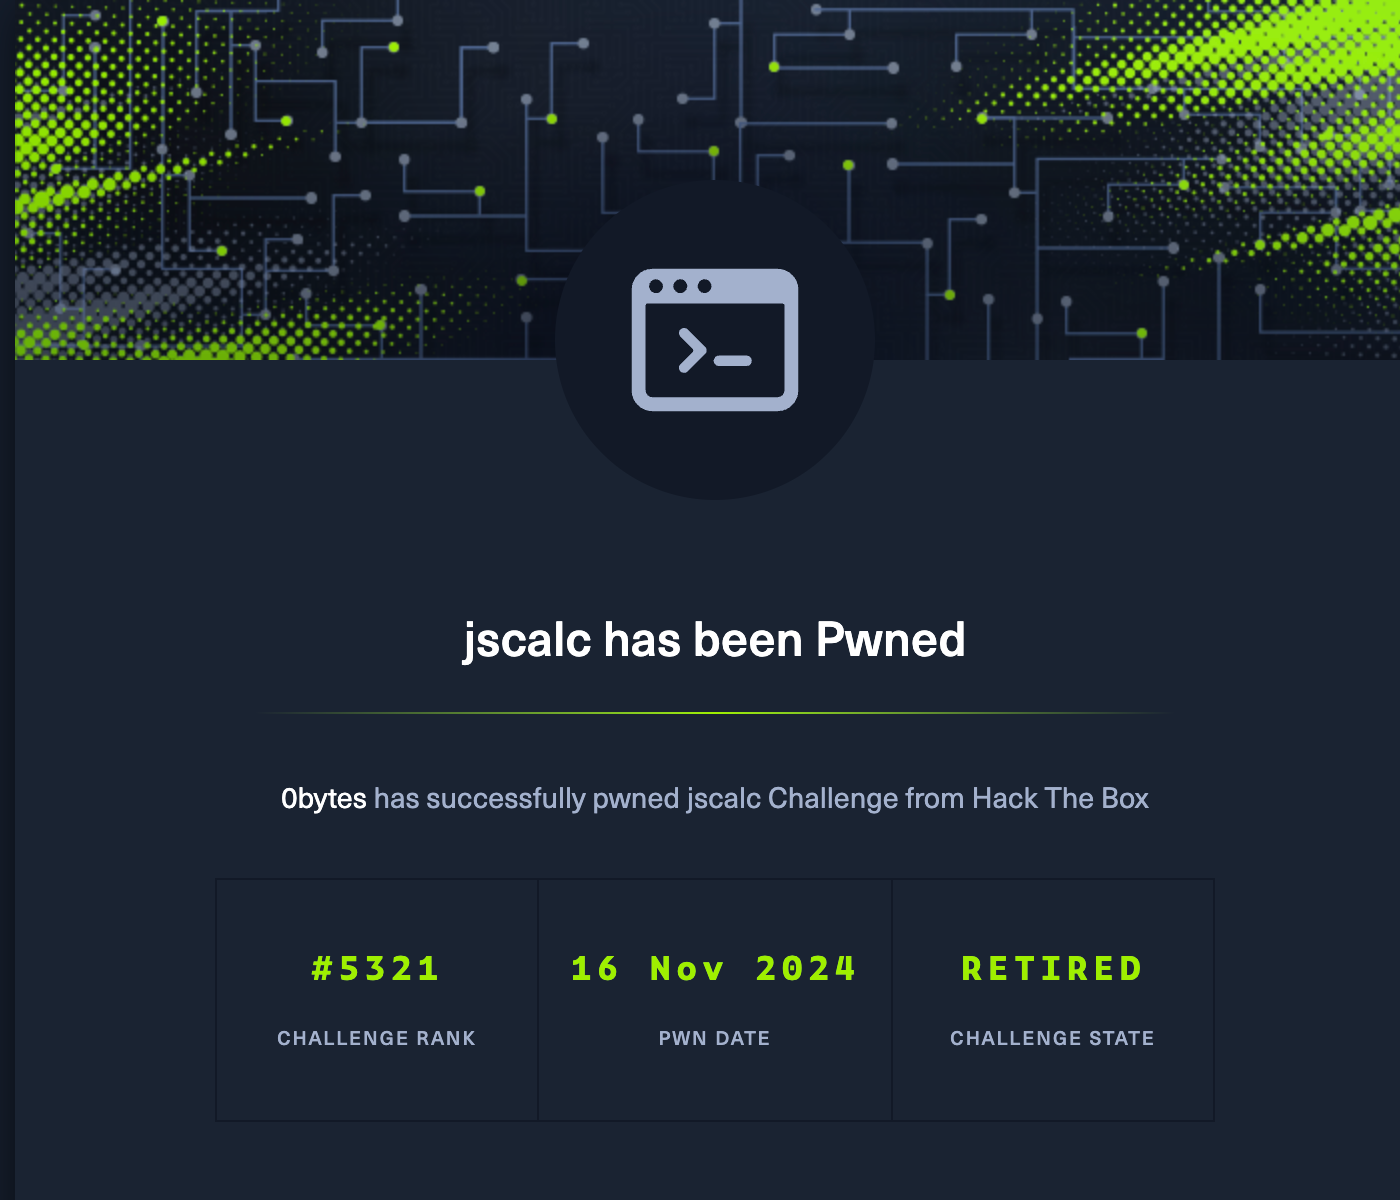 jscalc has been Pwned
0bytes has successfully pwned jscalc Challenge from Hack The Box
#5321
CHALLENGE RANK
16 Nov 2024
PWN DATE
RETIRED
CHALLENGE STATE